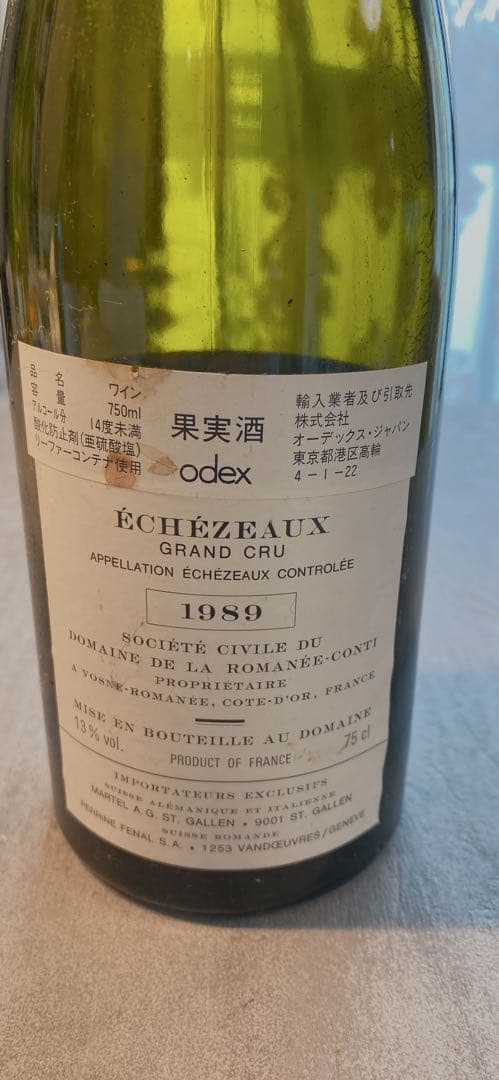 品名 ワイン
容量 750ml
アルコール分 14度未満
酸化防止剤(亜硫酸塩)
リーファーコンテナ使用
果実酒
odex
輸入業者及び引取先
株式会社
オーデックス・ジャパン
東京都港区高輪
4-1-22
ÉCHÉZEAUX
GRAND CRU
APPELLATION ÉCHÉZEAUX CONTROLÉE
1989
SOCIÉTÉ CIVILE DU
DOMAINE DE LA ROMANÉE-CONTI
PROPRIÉTAIRE
A VOSNE-ROMANÉE, COTE-D'OR, FRANCE
MISE EN BOUTEILLE AU DOMAINE
13% vol.
PRODUCT OF FRANCE
75 cl
IMPORTATEURS EXCLUSIFS
SUISSE ALÉMANIQUE ET ITALIENNE
MARTEL A.G. ST. GALLEN • 9001 ST. GALLEN
SUISSE ROMANDE
PERRINE FENAL S.A. • 1253 VANDŒUVRES/GENÈVE